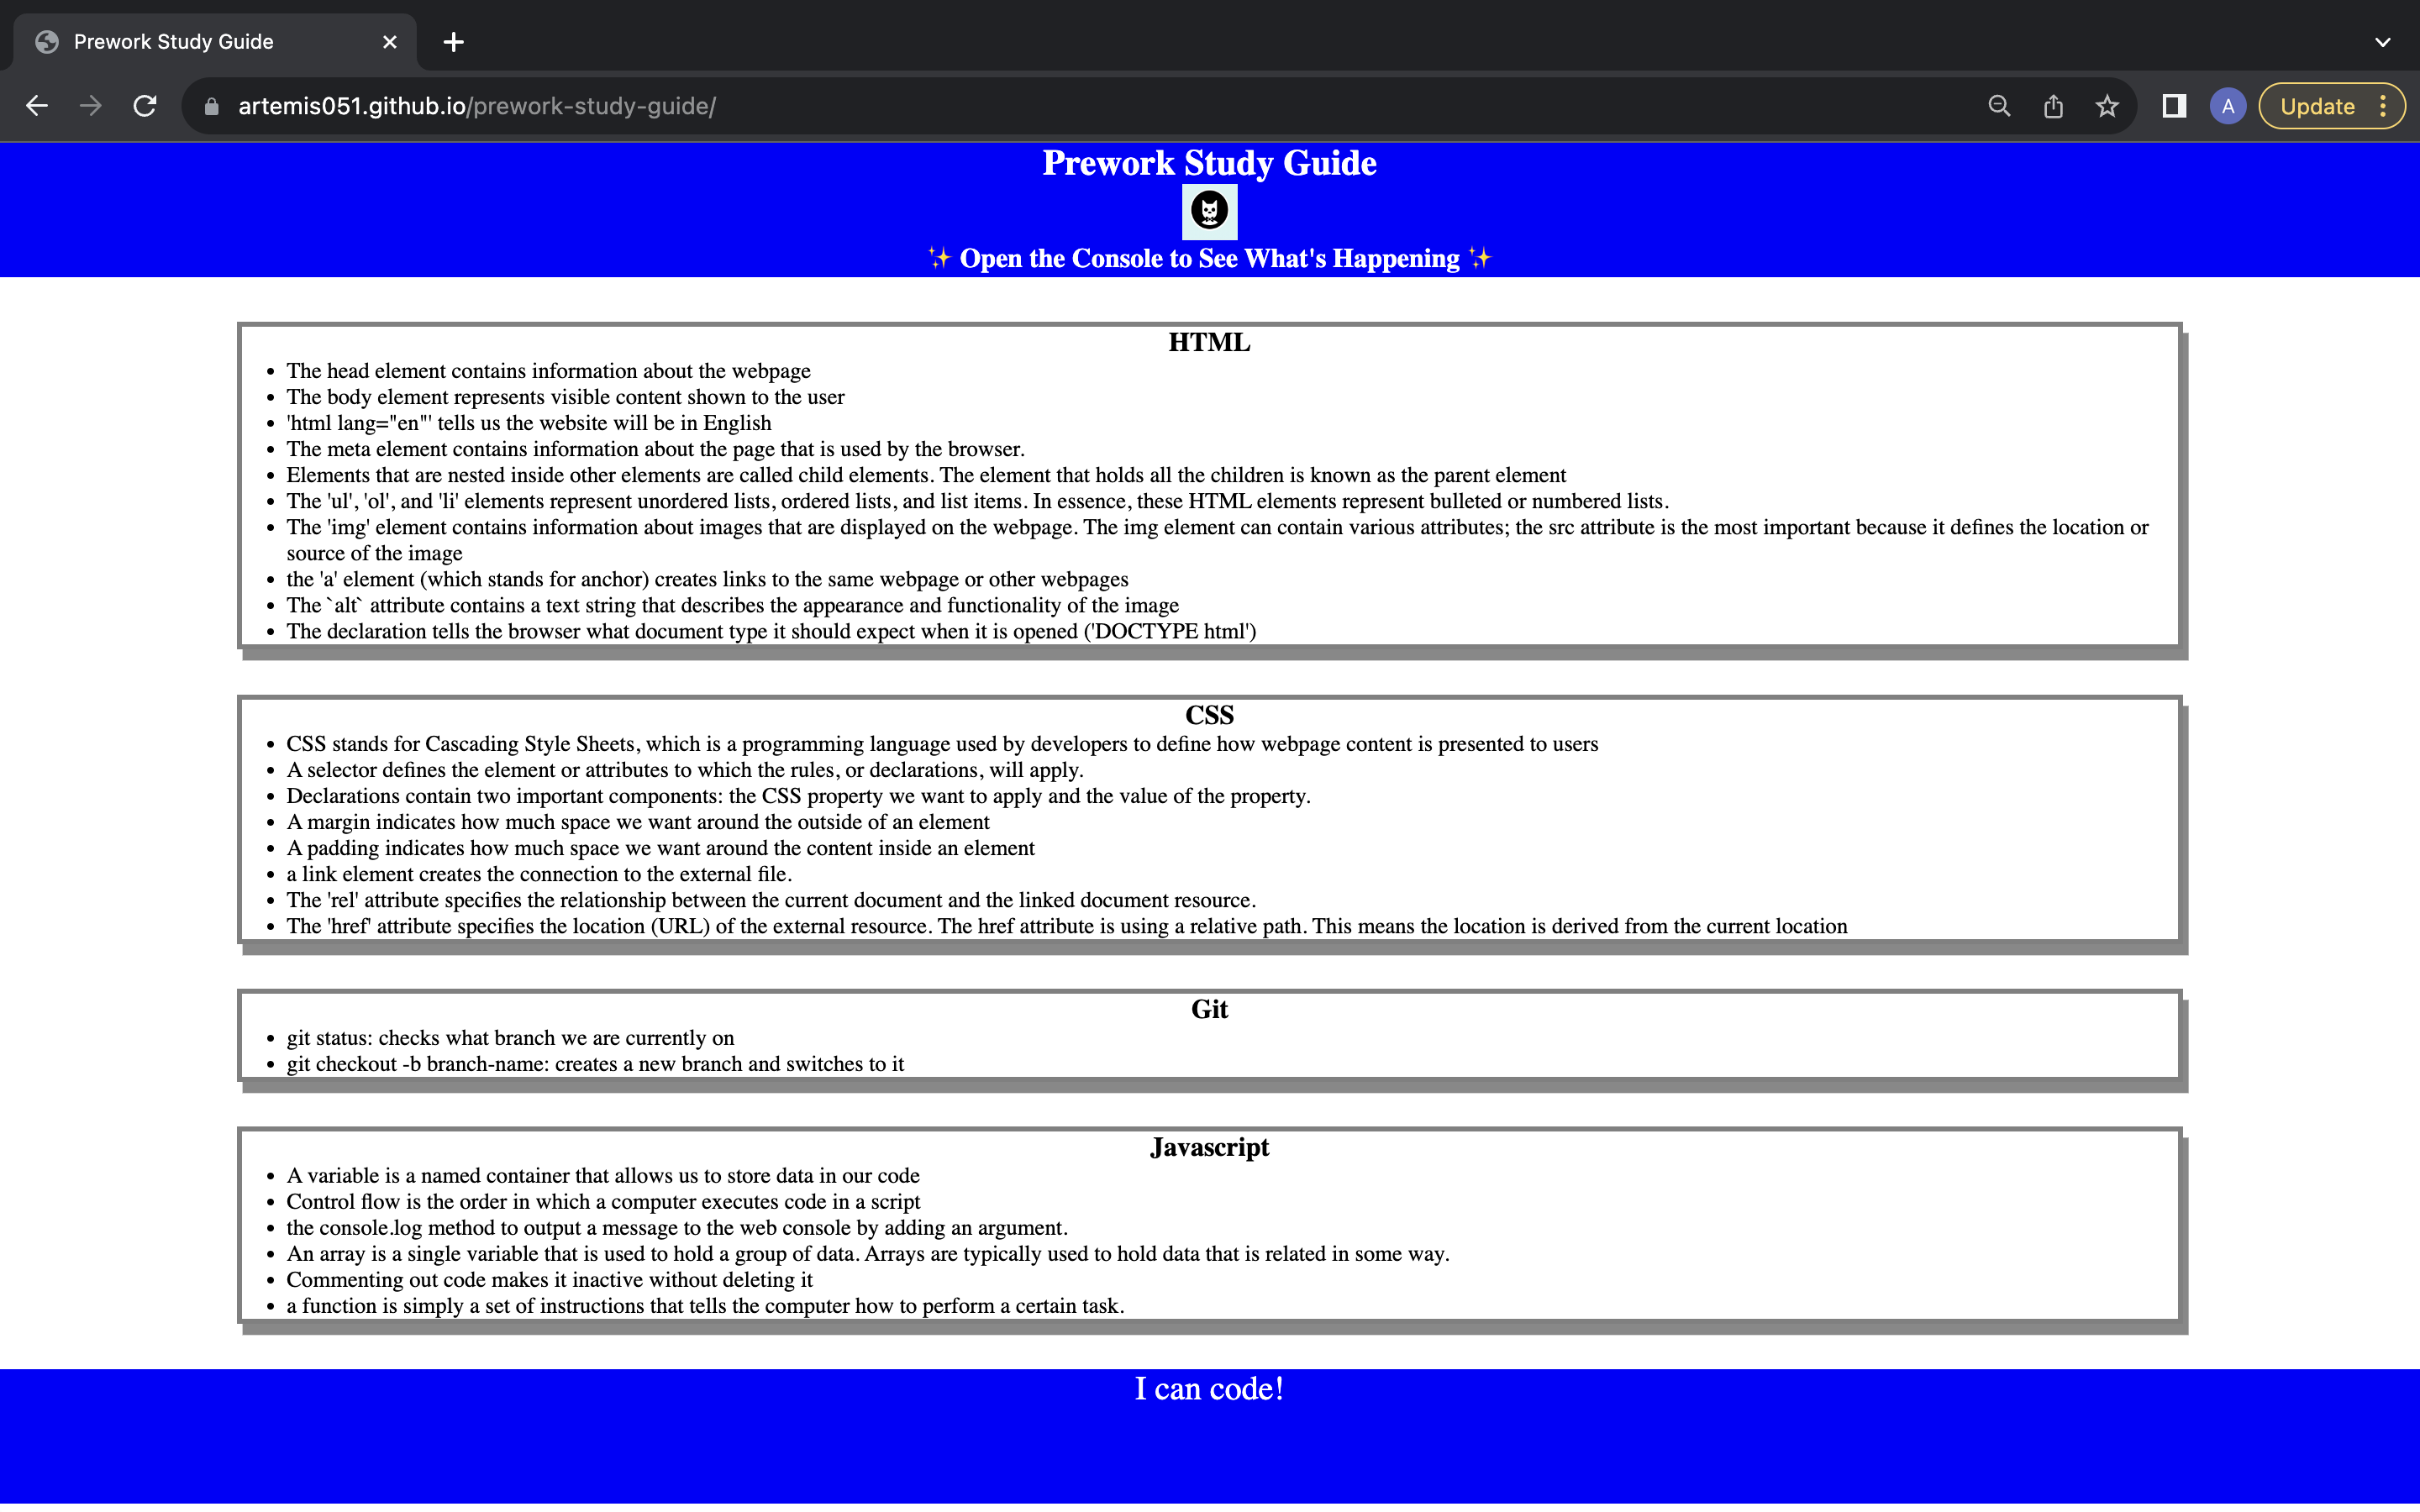 Prework Study Guide
artemis051.github.io/prework-study-guide/
A
Update
Prework Study Guide
✨ Open the Console to See What's Happening ✨
HTML
• The head element contains information about the webpage
• The body element represents visible content shown to the user
• 'html lang="en"' tells us the website will be in English
• The meta element contains information about the page that is used by the browser.
• Elements that are nested inside other elements are called child elements. The element that holds all the children is known as the parent element
• The 'ul', 'ol', and 'li' elements represent unordered lists, ordered lists, and list items. In essence, these HTML elements represent bulleted or numbered lists.
• The 'img' element contains information about images that are displayed on the webpage. The img element can contain various attributes; the src attribute is the most important because it defines the location or
source of the image
• the 'a' element (which stands for anchor) creates links to the same webpage or other webpages
• The `alt` attribute contains a text string that describes the appearance and functionality of the image
• The declaration tells the browser what document type it should expect when it is opened ('DOCTYPE html')
CSS
• CSS stands for Cascading Style Sheets, which is a programming language used by developers to define how webpage content is presented to users
• A selector defines the element or attributes to which the rules, or declarations, will apply.
• Declarations contain two important components: the CSS property we want to apply and the value of the property.
• A margin indicates how much space we want around the outside of an element
• A padding indicates how much space we want around the content inside an element
• a link element creates the connection to the external file.
• The 'rel' attribute specifies the relationship between the current document and the linked document resource.
• The 'href' attribute specifies the location (URL) of the external resource. The href attribute is using a relative path. This means the location is derived from the current location
Git
• git status: checks what branch we are currently on
• git checkout -b branch-name: creates a new branch and switches to it
Javascript
• A variable is a named container that allows us to store data in our code
• Control flow is the order in which a computer executes code in a script
• the console.log method to output a message to the web console by adding an argument.
• An array is a single variable that is used to hold a group of data. Arrays are typically used to hold data that is related in some way.
• Commenting out code makes it inactive without deleting it
• a function is simply a set of instructions that tells the computer how to perform a certain task.
I can code!